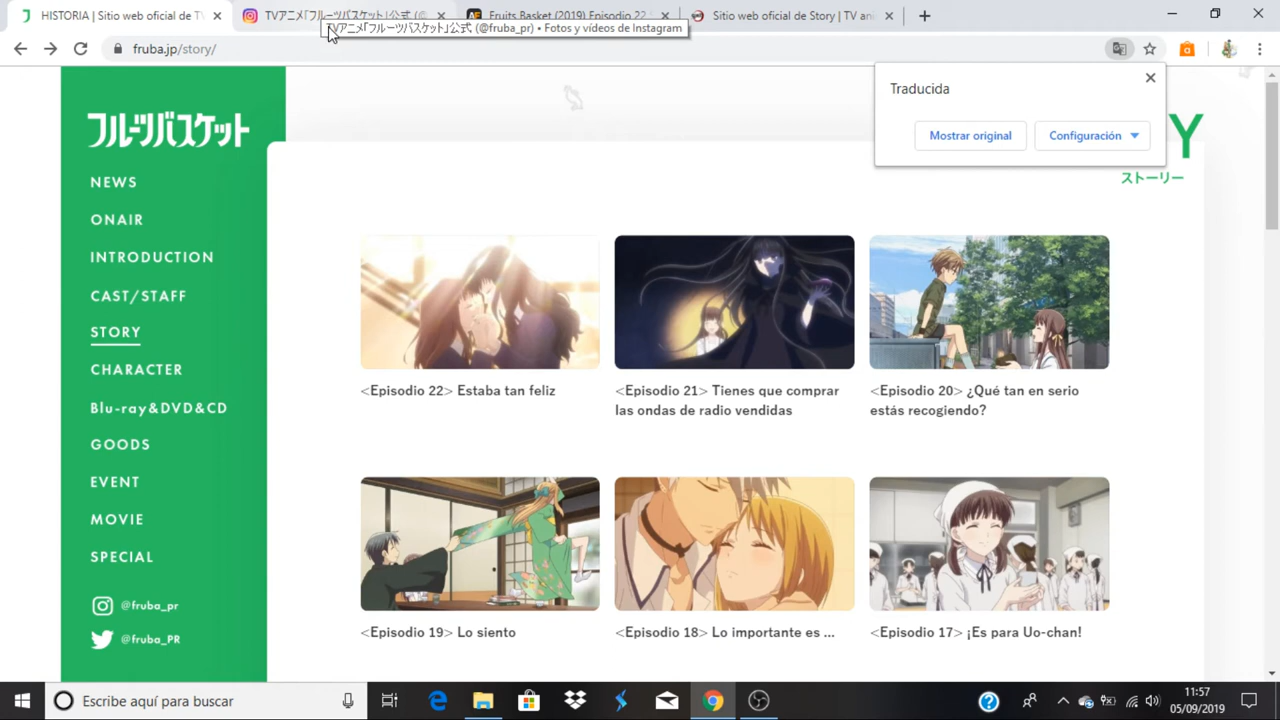 HISTORIA | Sitio web oficial de TV
TVアニメ「フルーツバスケット」公式 (@
Fruits Basket (2019) Episodio 22 S
Sitio web oficial de Story | TV ani
TVアニメ「フルーツバスケット」公式 (@fruba_pr) • Fotos y vídeos de Instagram
fruba.jp/story/
Traducida
Mostrar original
Configuración
フルーツバスケット
Y
ストーリー
NEWS
ONAIR
INTRODUCTION
CAST/STAFF
STORY
CHARACTER
Blu-ray&DVD&CD
GOODS
EVENT
MOVIE
SPECIAL
@fruba_pr
@fruba_PR
<Episodio 22> Estaba tan feliz
<Episodio 21> Tienes que comprar
las ondas de radio vendidas
<Episodio 20> ¿Qué tan en serio
estás recogiendo?
<Episodio 19> Lo siento
<Episodio 18> Lo importante es ...
<Episodio 17> ¡Es para Uo-chan!
Escribe aquí para buscar
11:57
05/09/2019